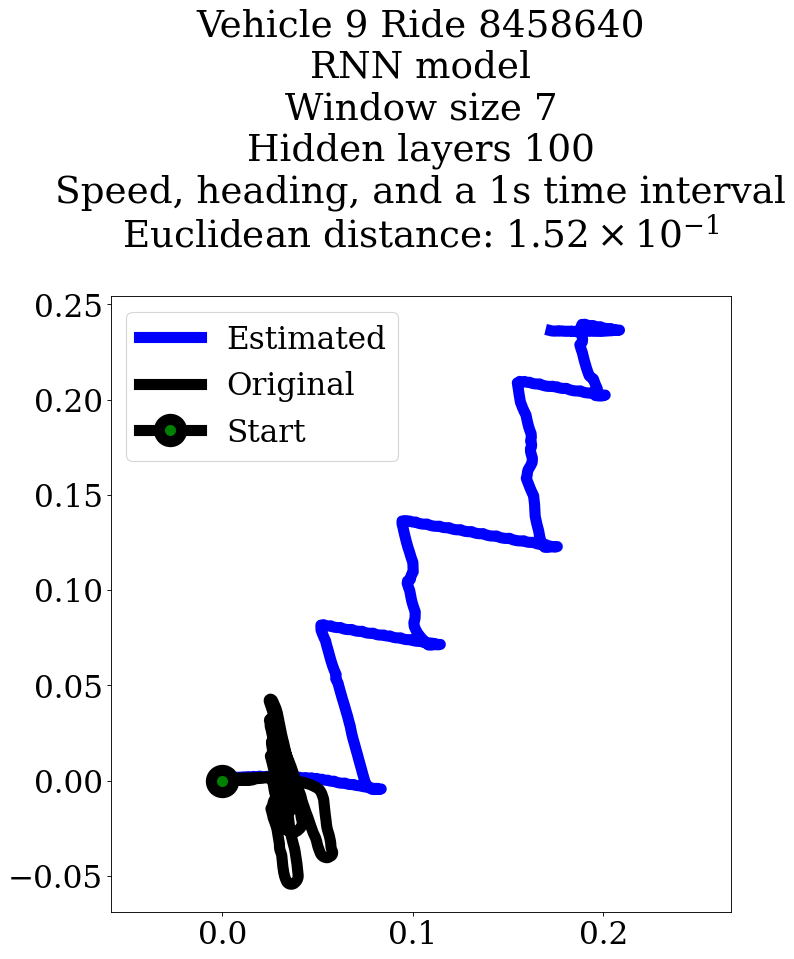 Vehicle 9 Ride 8458640
RNN model
Window size 7
Hidden layers 100
Speed, heading, and a 1s time interval
Euclidean distance: 1.52 × 10⁻¹
0.25
Estimated
Original
Start
0.20
0.15
0.10
0.05
0.00
−0.05
0.0 0.1 0.2